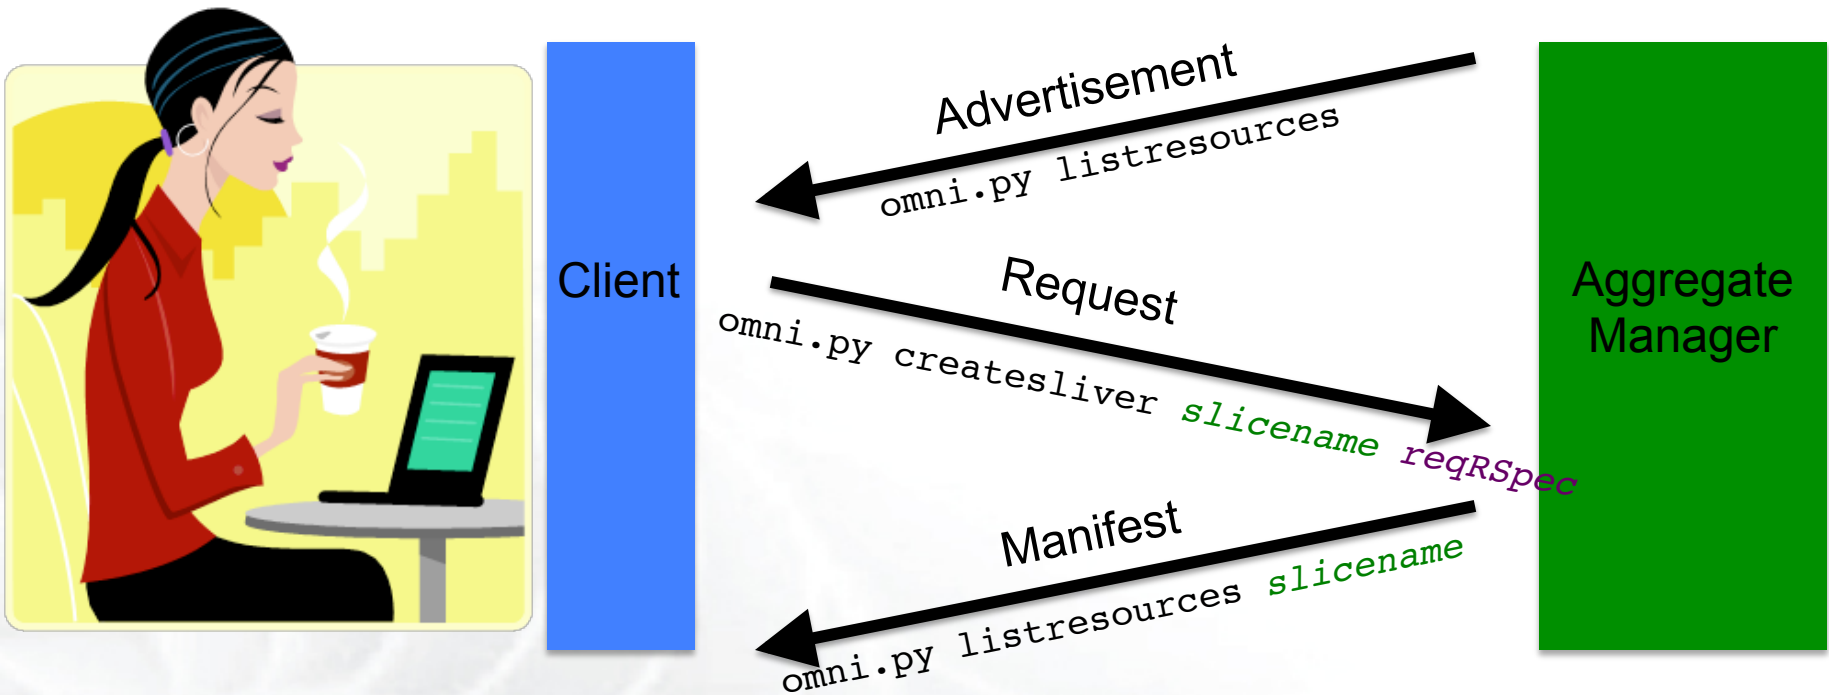 Advertisement
omni.py listresources
Client
Request
omni.py createsliver slicename reqRSpec
Aggregate
Manager
Manifest
omni.py listresources slicename